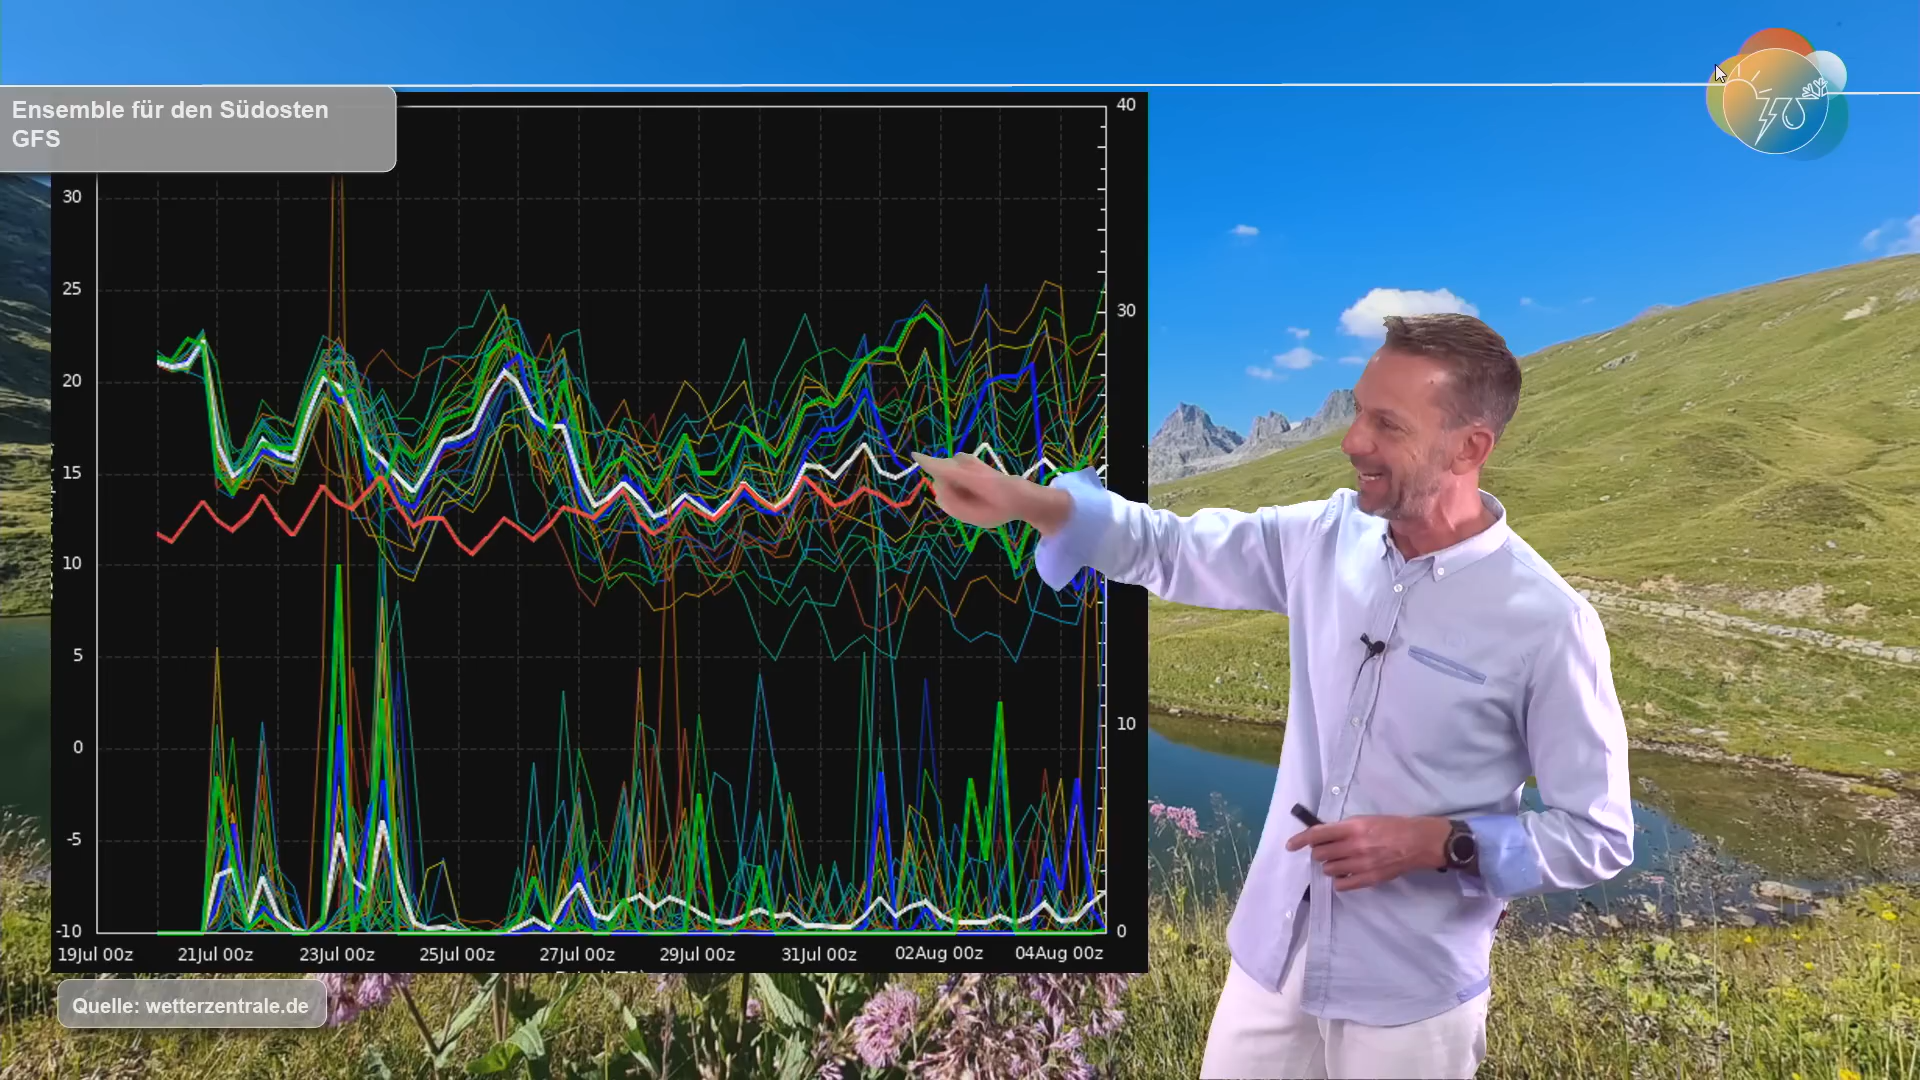 Ensemble für den Südosten
GFS
40
30
25
30
20
15
10
5
0
10
-5
-10
0
19Jul 00z
21Jul 00z
23Jul 00z
25Jul 00z
27Jul 00z
29Jul 00z
31Jul 00z
02Aug 00z
04Aug 00z
Quelle: wetterzentrale.de